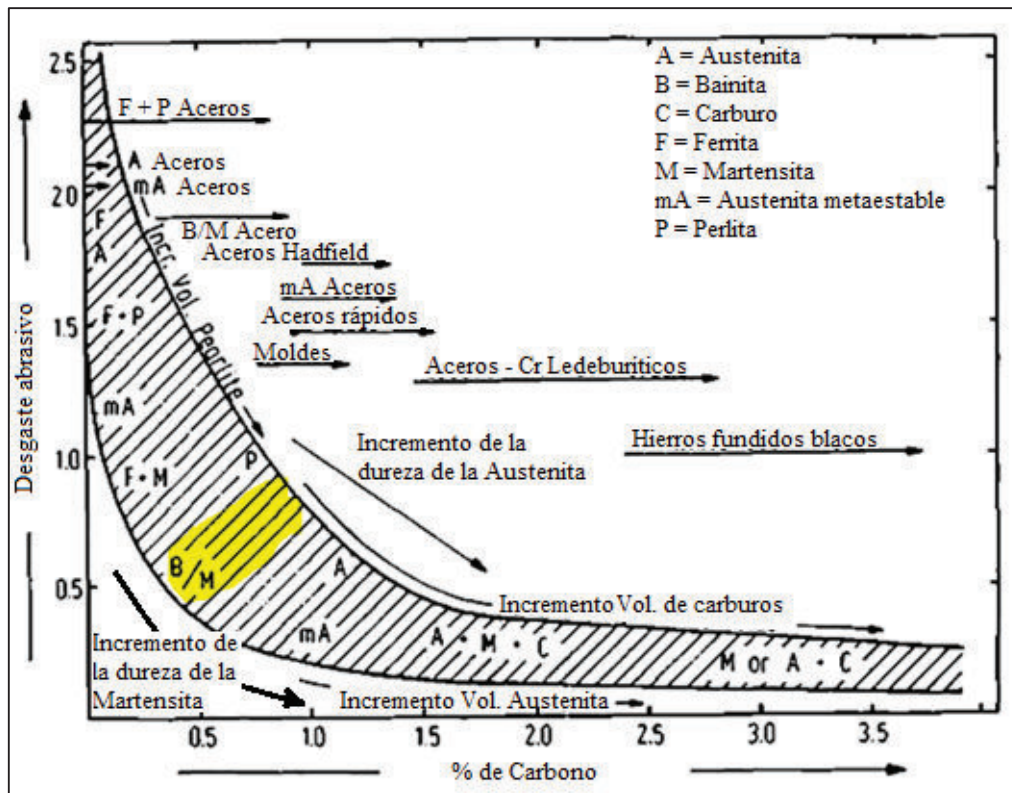 A = Austenita
B = Bainita
C = Carburo
F = Ferrita
M = Martensita
mA = Austenita metaestable
P = Perlita
2.5
F + P Aceros
A Aceros
2.0
mA Aceros
B/M Acero
Aceros Hadfield
mA Aceros
Aceros rápidos
1.5
Moldes
Aceros - Cr Ledeburíticos
Incr. Vol. Pearlite
F
A
F + P
mA
F + M
P
B
M
Incremento de la
dureza de la Austenita
Hierros fundidos blacos
1.0
0.5
A
mA
A + M + C
M or A + C
Incremento Vol. de carburos
Incremento de
la dureza de la
Martensita
Incremento Vol. Austenita
0.5
1.0
1.5
2.0
2.5
3.0
3.5
% de Carbono
Desgaste abrasivo